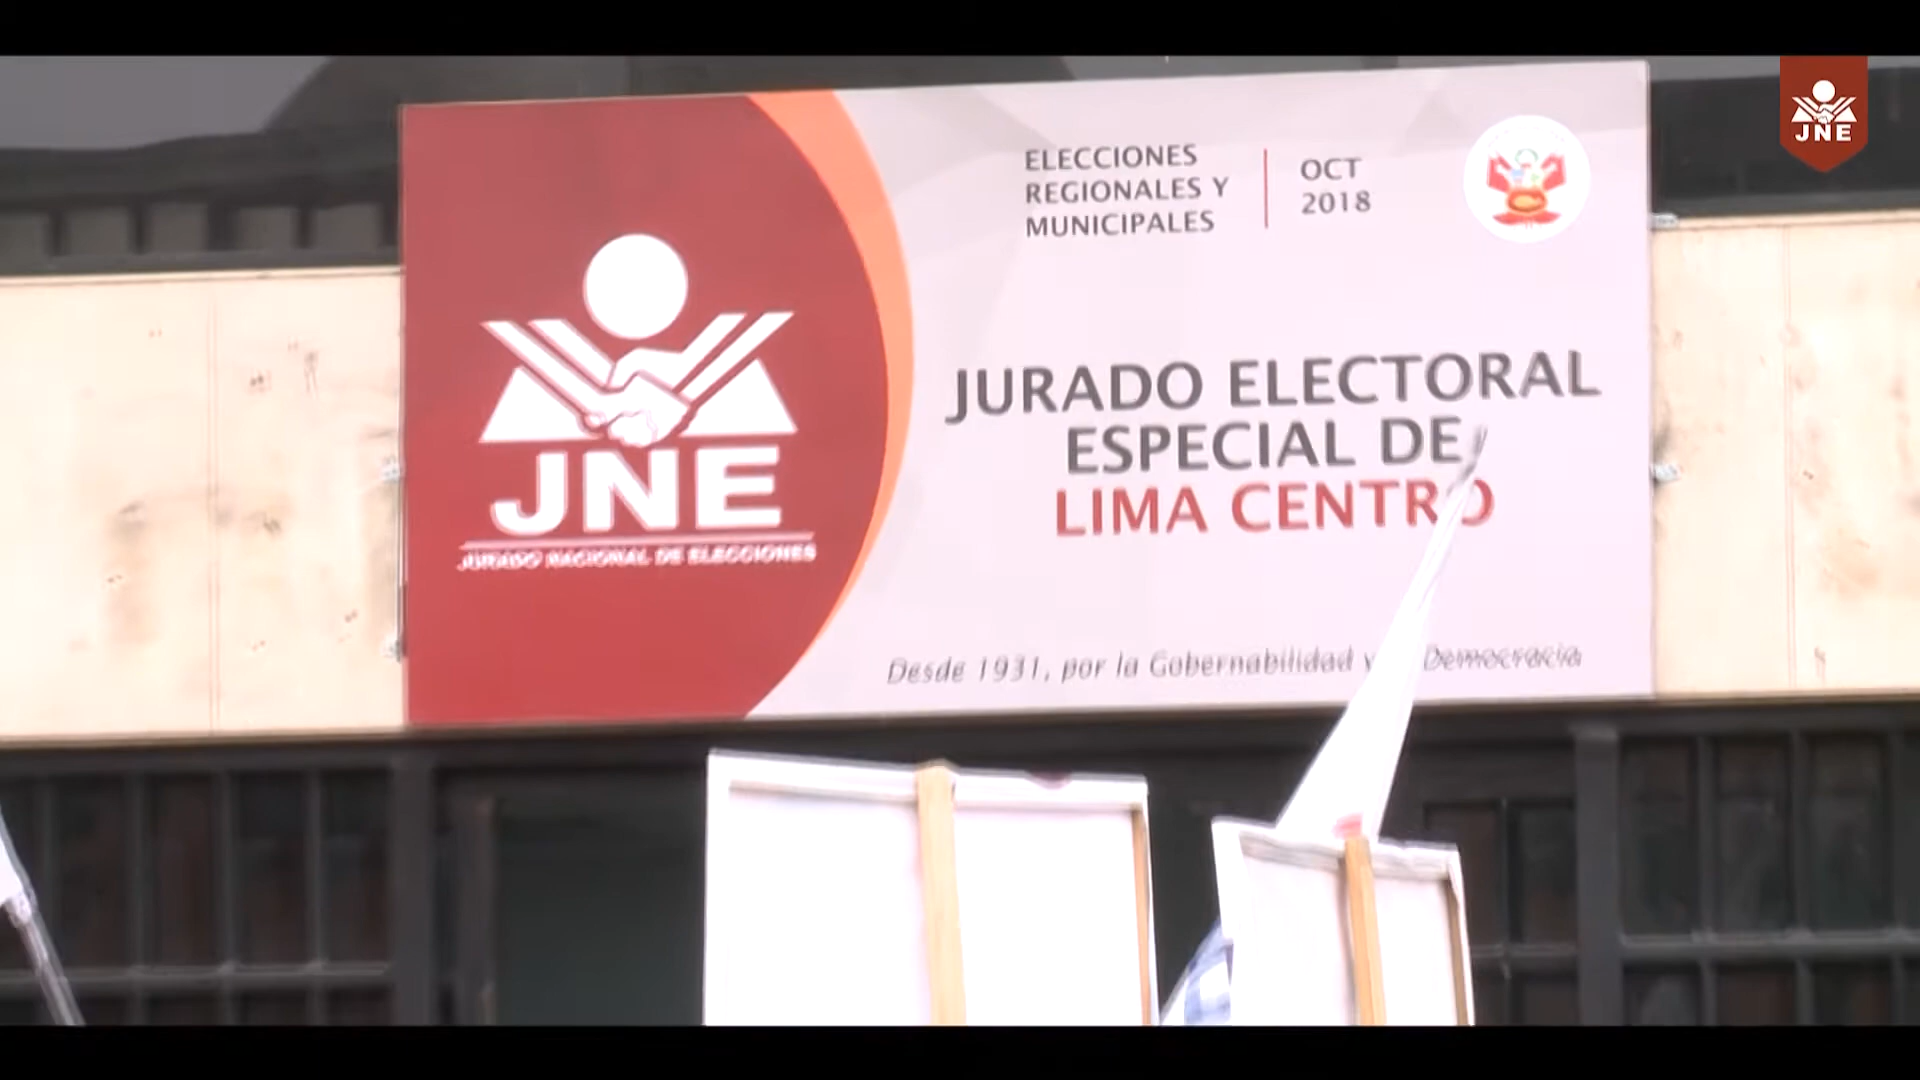 JNE
JURADO NACIONAL DE ELECCIONES
ELECCIONES
REGIONALES Y
MUNICIPALES
OCT
2018
JURADO ELECTORAL
ESPECIAL DE
LIMA CENTRO
Desde 1931, por la Gobernabilidad y Democracia
JNE